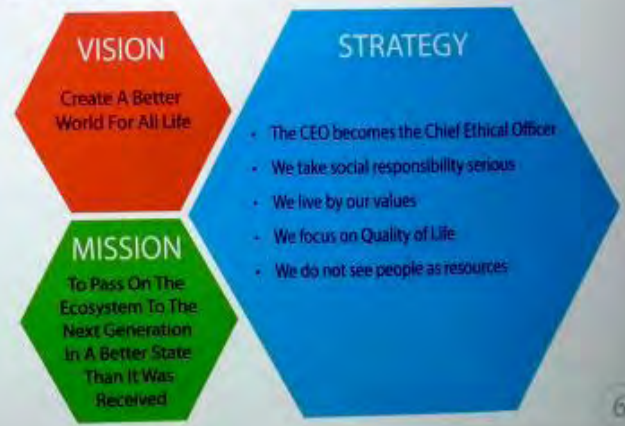 VISION
Create A Better
World For All Life
MISSION
To Pass On The
Ecosystem To The
Next Generation
In A Better State
Than It Was
Received
STRATEGY
• The CEO becomes the Chief Ethical Officer
• We take social responsibility serious
• We live by our values
• We focus on Quality of Life
• We do not see people as resources
6